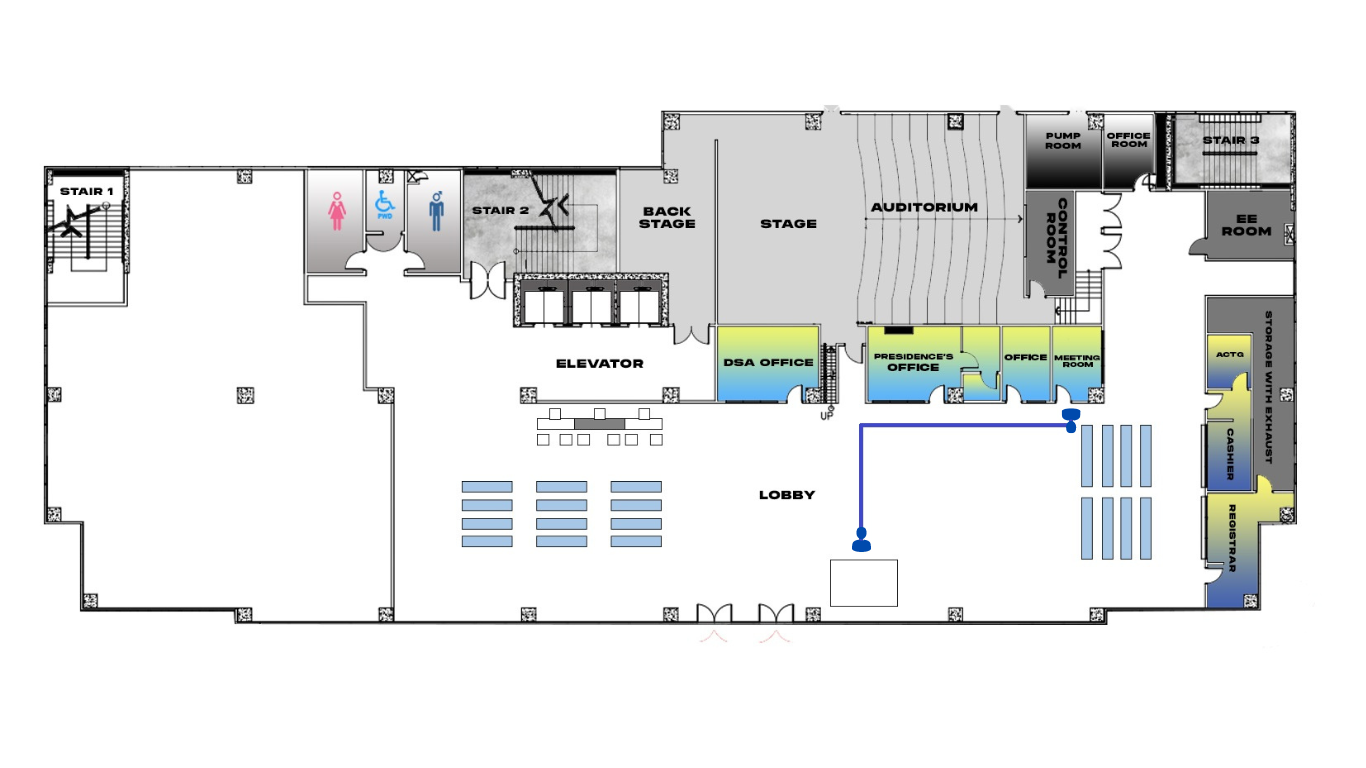 STAIR 1
PWD
STAIR 2
BACK
STAGE
STAGE
AUDITORIUM
PUMP
ROOM
OFFICE
ROOM
STAIR 3
CONTROL
ROOM
EE
ROOM
ELEVATOR
DSA OFFICE
UP
PRESIDENCE'S
OFFICE
OFFICE
MEETING
ROOM
ACTG
STORAGE WITH EXHAUST
CASHIER
REGISTRAR
LOBBY